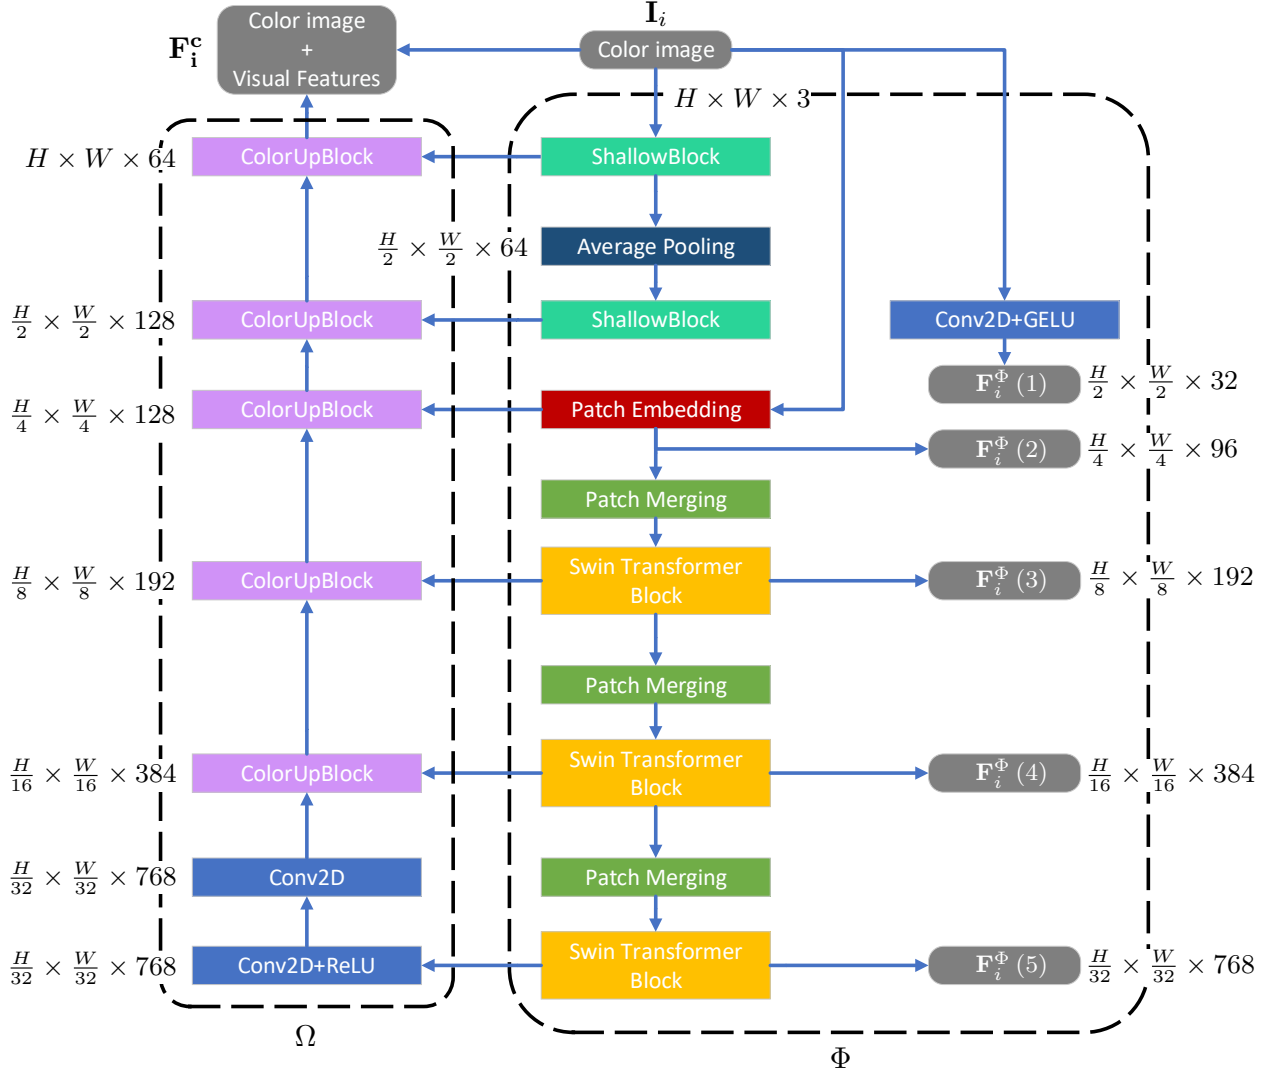 I_i
Color image
F_i^c
Color image
+
Visual Features
H × W × 3
H × W × 64
ColorUpBlock
ShallowBlock
H/2 × W/2 × 64
Average Pooling
H/2 × W/2 × 128
ColorUpBlock
ShallowBlock
Conv2D+GELU
F_i^Φ (1)
H/2 × W/2 × 32
H/4 × W/4 × 128
ColorUpBlock
Patch Embedding
F_i^Φ (2)
H/4 × W/4 × 96
Patch Merging
H/8 × W/8 × 192
ColorUpBlock
Swin Transformer
Block
F_i^Φ (3)
H/8 × W/8 × 192
Patch Merging
H/16 × W/16 × 384
ColorUpBlock
Swin Transformer
Block
F_i^Φ (4)
H/16 × W/16 × 384
H/32 × W/32 × 768
Conv2D
Patch Merging
H/32 × W/32 × 768
Conv2D+ReLU
Swin Transformer
Block
F_i^Φ (5)
H/32 × W/32 × 768
Ω
Φ